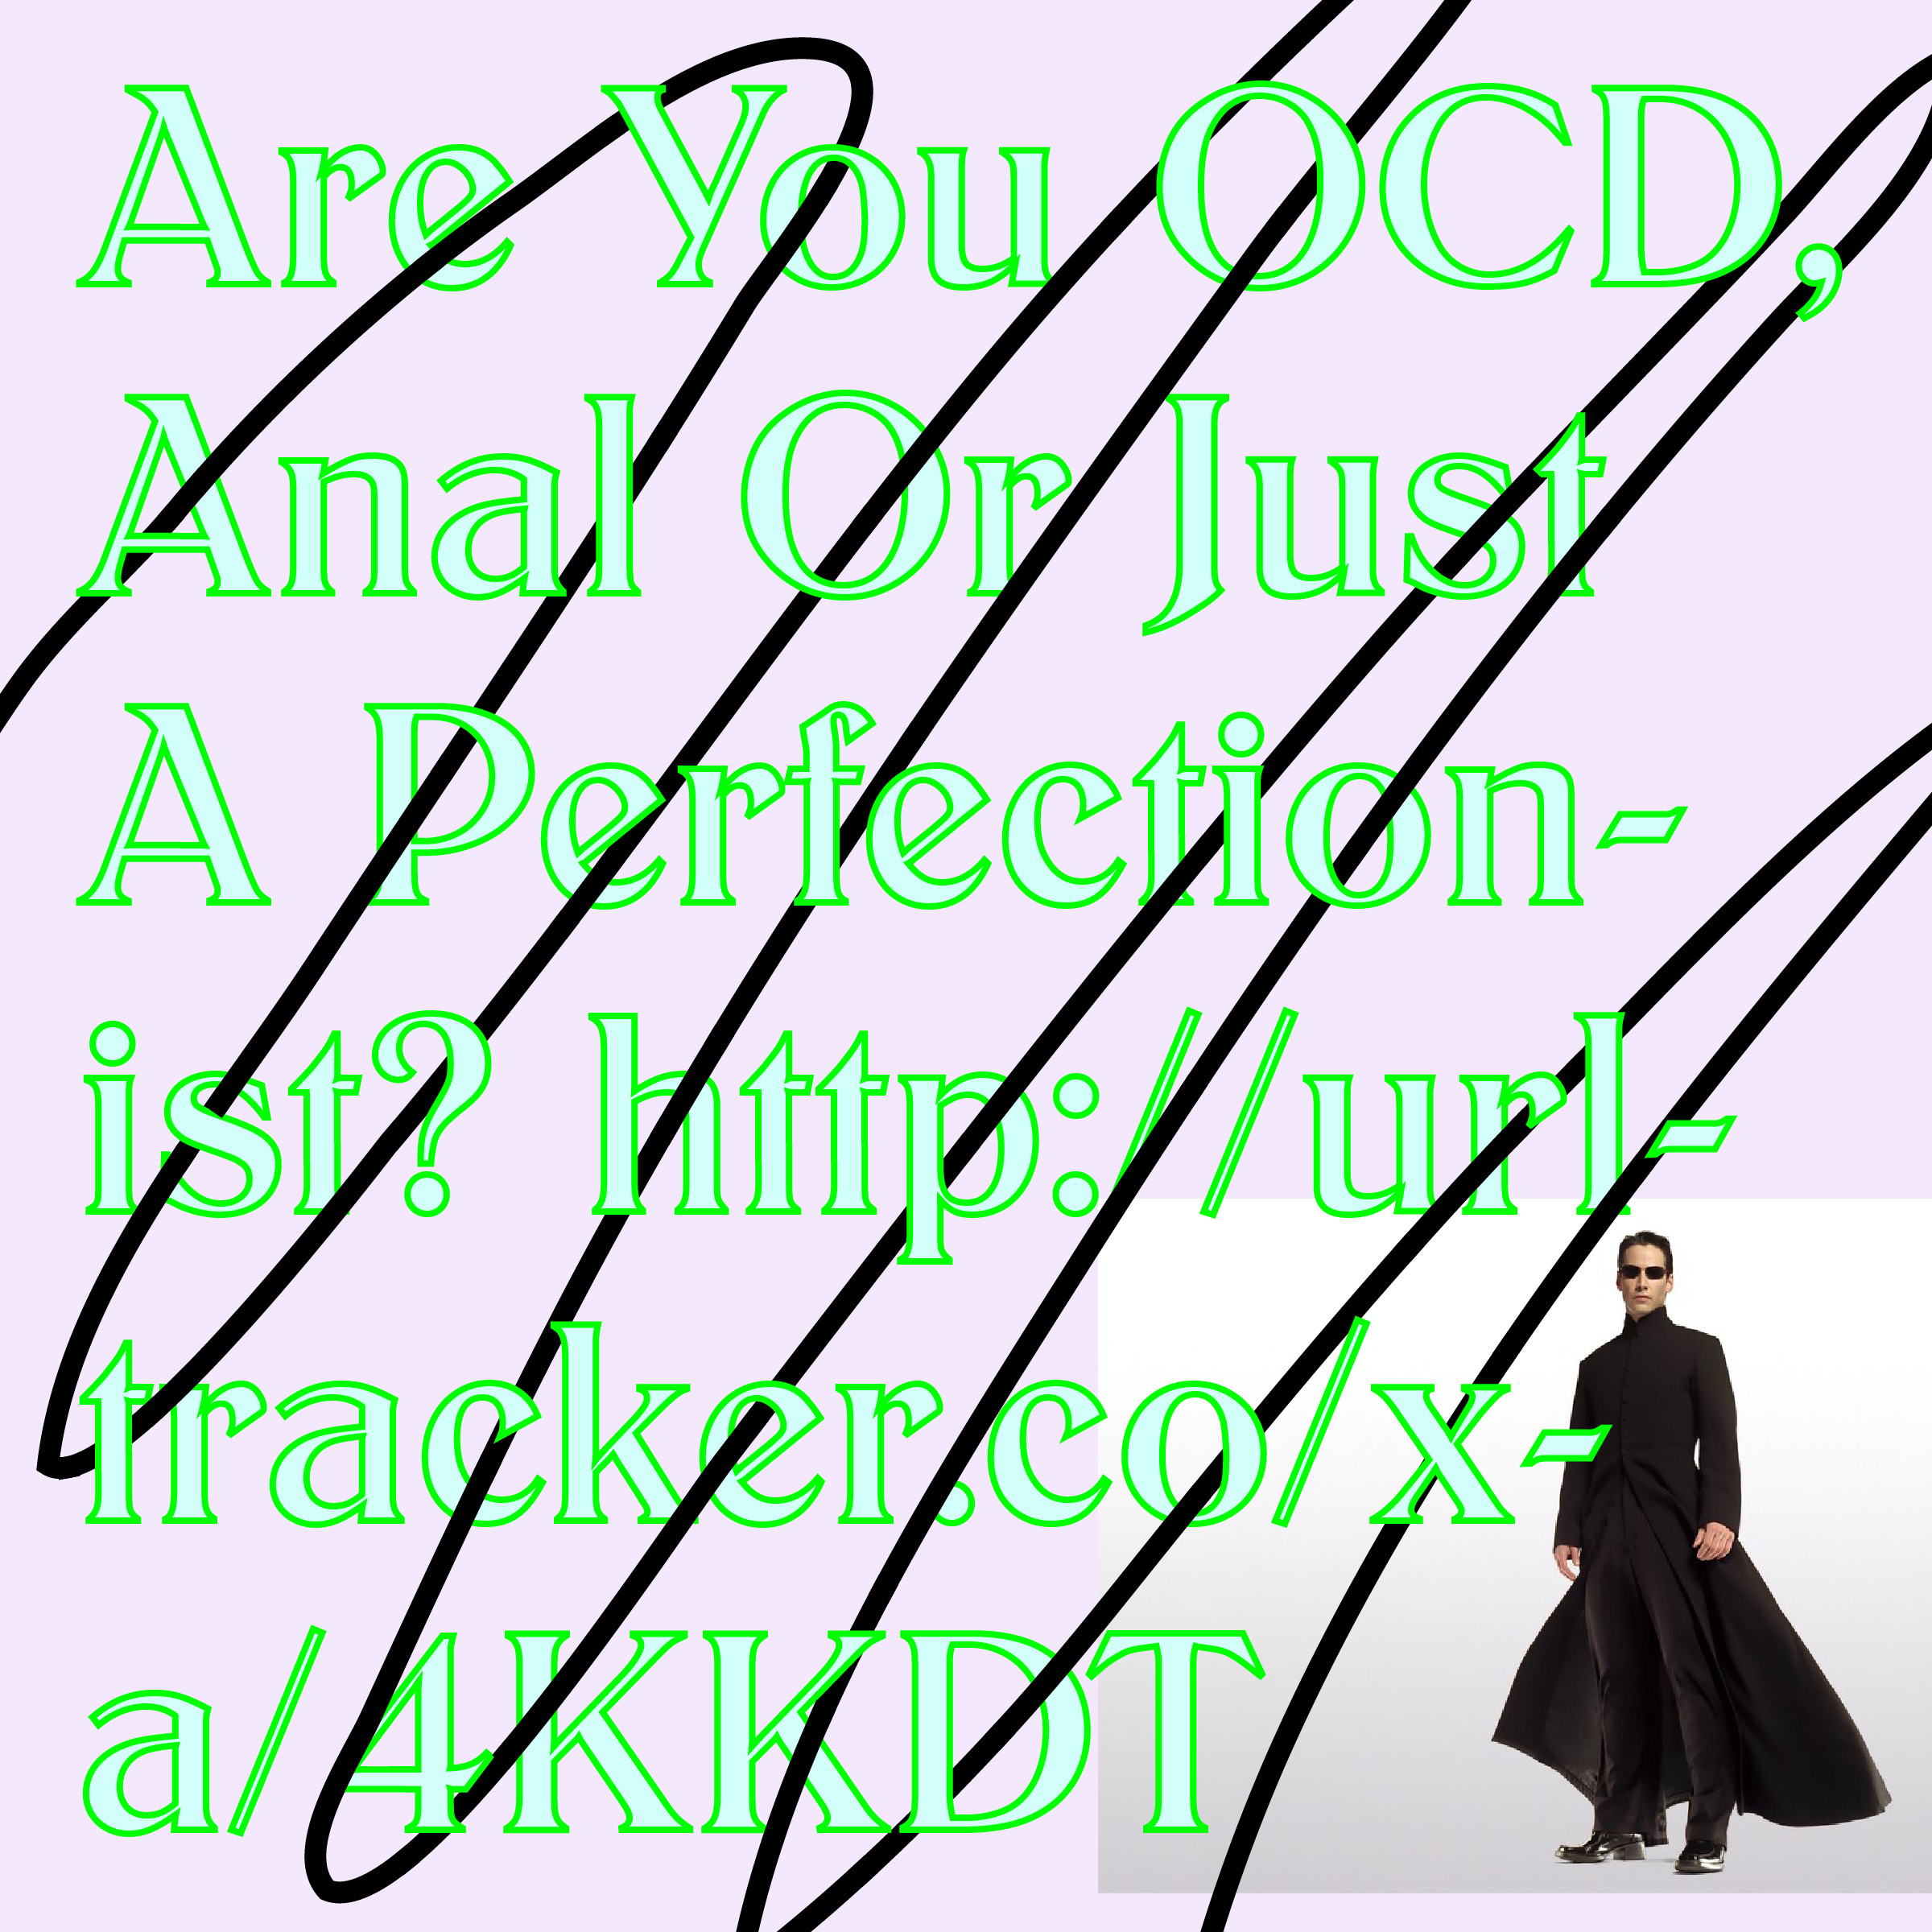 Are You OCD,
Anal Or Just
A Perfection-
ist? http://url-
tracker.co/x-
a/4KKDT